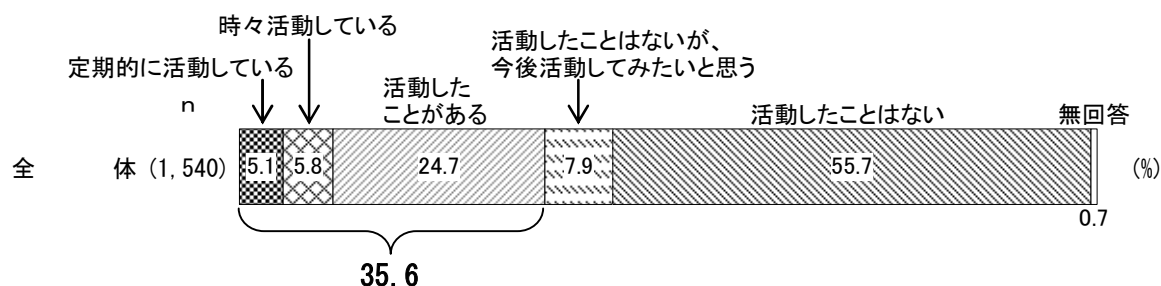 時々活動している
定期的に活動している
活動した
ことがある
活動したことはないが、
今後活動してみたいと思う
活動したことはない
無回答
n
全 体 (1,540)
5.1
5.8
24.7
7.9
55.7
(%)
0.7
35.6